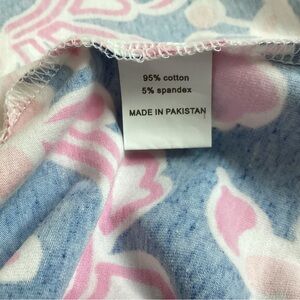 95% cotton
5% spandex
MADE IN PAKISTAN